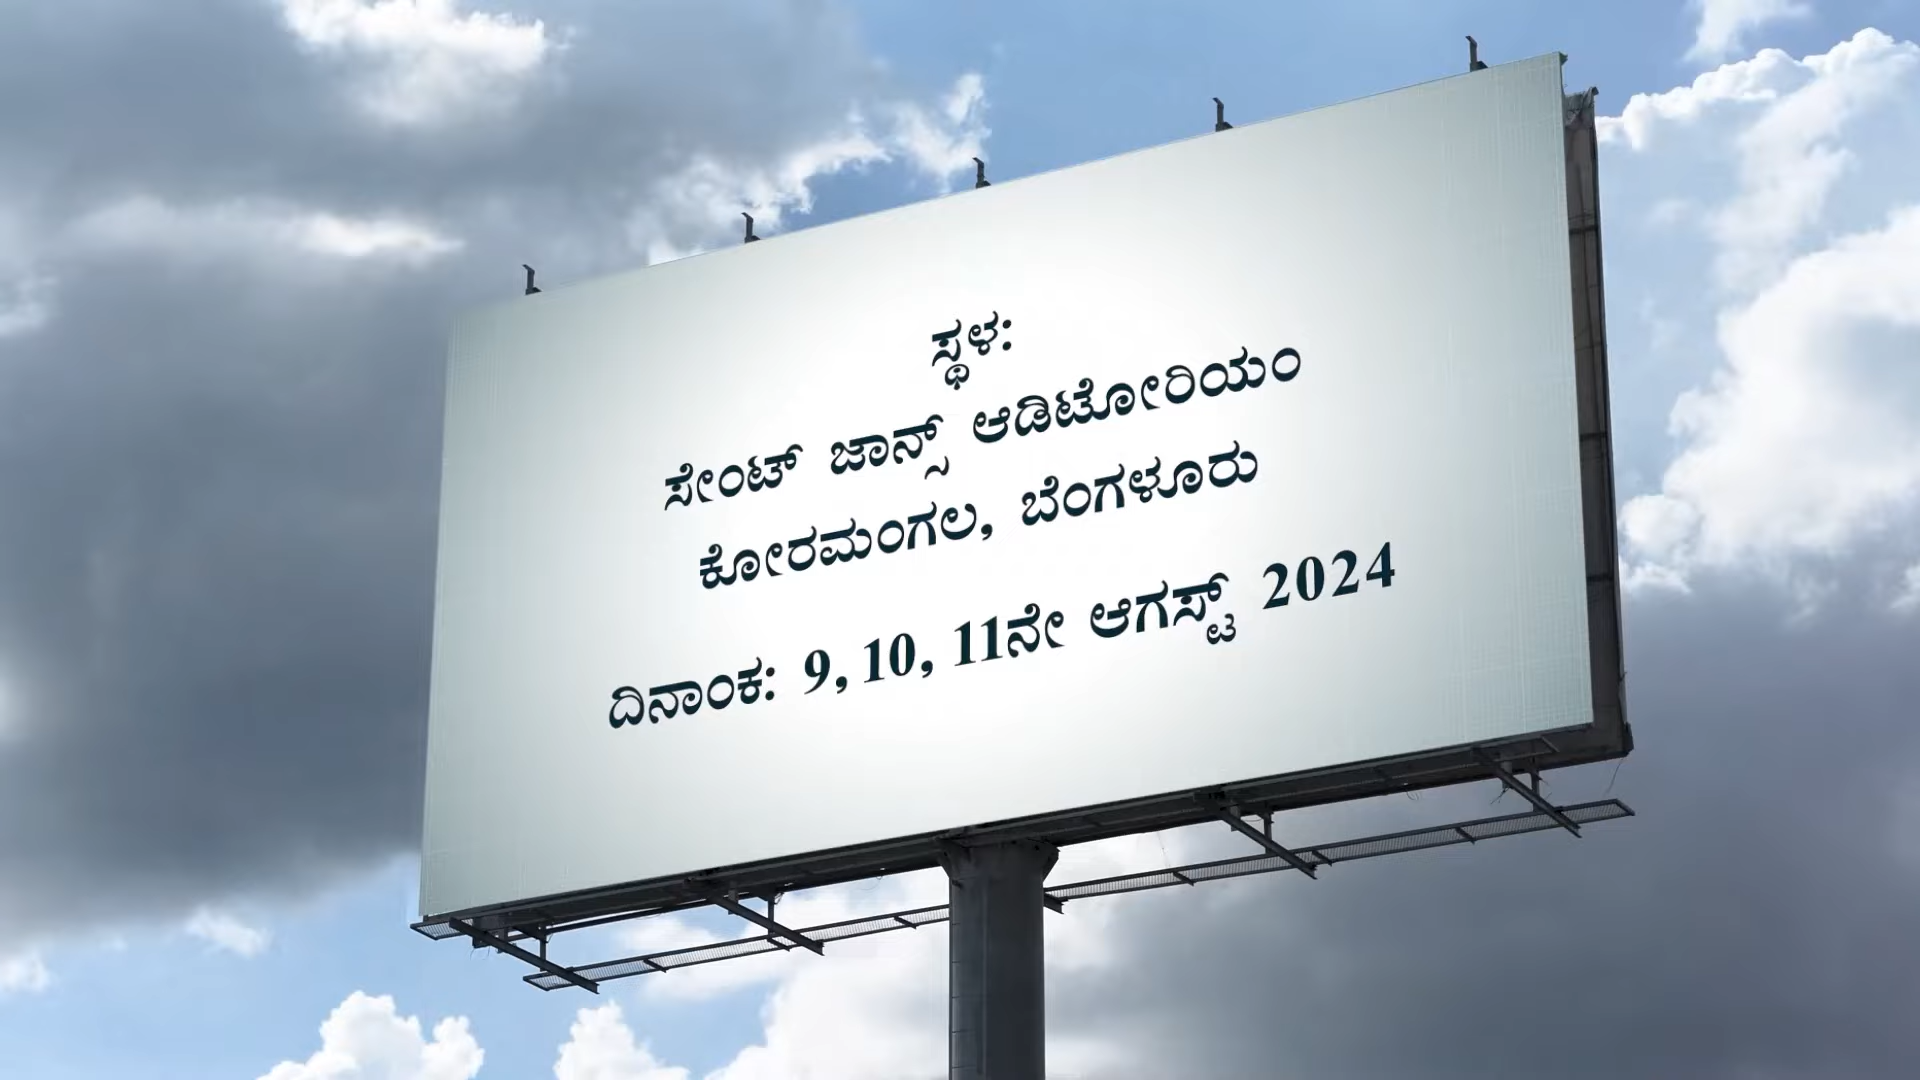 ಸ್ಥಳ:
ಸೇಂಟ್ ಜಾನ್ಸ್ ಆಡಿಟೋರಿಯಂ
ಕೋರಮಂಗಲ, ಬೆಂಗಳೂರು
ದಿನಾಂಕ: 9, 10, 11ನೇ ಆಗಸ್ಟ್ 2024